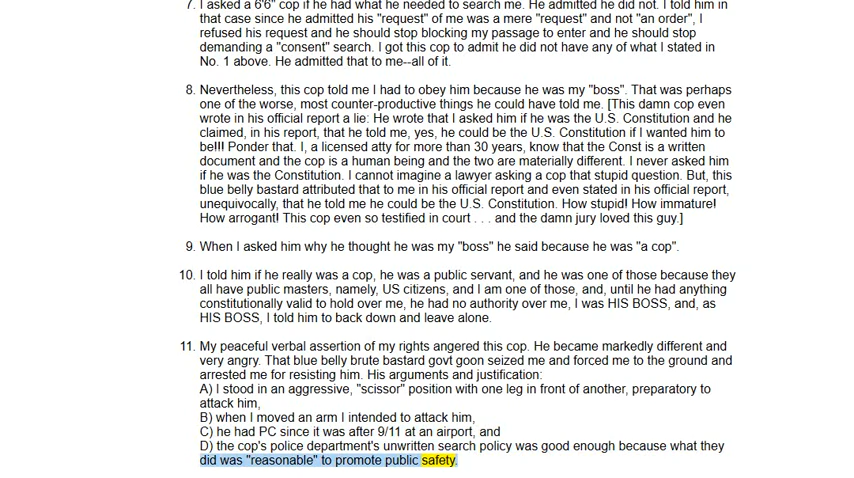 7. I asked a 6'6" cop if he had what he needed to search me. He admitted he did not. I told him in
that case since he admitted his "request" of me was a mere "request" and not "an order", I
refused his request and he should stop blocking my passage to enter and he should stop
demanding a "consent" search. I got this cop to admit he did not have any of what I stated in
No. 1 above. He admitted that to me--all of it.
8. Nevertheless, this cop told me I had to obey him because he was my "boss". That was perhaps
one of the worse, most counter-productive things he could have told me. [This damn cop even
wrote in his official report a lie: He wrote that I asked him if he was the U.S. Constitution and he
claimed, in his report, that he told me, yes, he could be the U.S. Constitution if I wanted him to
be!!! Ponder that. I, a licensed atty for more than 30 years, know that the Const is a written
document and the cop is a human being and the two are materially different. I never asked him
if he was the Constitution. I cannot imagine a lawyer asking a cop that stupid question. But, this
blue belly bastard attributed that to me in his official report and even stated in his official report,
unequivocally, that he told me he could be the U.S. Constitution. How stupid! How immature!
How arrogant! This cop even so testified in court . . . and the damn jury loved this guy.]
9. When I asked him why he thought he was my "boss" he said because he was "a cop".
10. I told him if he really was a cop, he was a public servant, and he was one of those because they
all have public masters, namely, US citizens, and I am one of those, and, until he had anything
constitutionally valid to hold over me, he had no authority over me, I was HIS BOSS, and, as
HIS BOSS, I told him to back down and leave alone.
11. My peaceful verbal assertion of my rights angered this cop. He became markedly different and
very angry. That blue belly brute bastard govt goon seized me and forced me to the ground and
arrested me for resisting him. His arguments and justification:
A) I stood in an aggressive, "scissor" position with one leg in front of another, preparatory to
attack him,
B) when I moved an arm I intended to attack him,
C) he had PC since it was after 9/11 at an airport, and
D) the cop's police department's unwritten search policy was good enough because what they
did was "reasonable" to promote public safety.